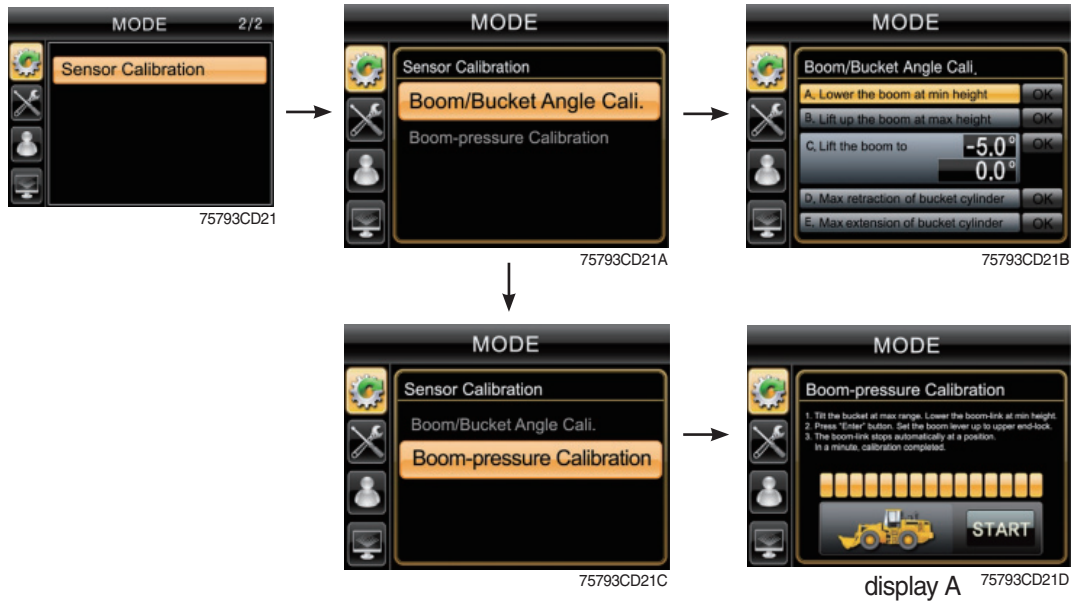 MODE 2/2
Sensor Calibration
75793CD21
MODE
Sensor Calibration
Boom/Bucket Angle Cali.
Boom-pressure Calibration
75793CD21A
MODE
Boom/Bucket Angle Cali.
A. Lower the boom at min height OK
B. Lift up the boom at max height OK
C. Lift the boom to -5.0° OK
0.0°
D. Max retraction of bucket cylinder OK
E. Max extension of bucket cylinder OK
75793CD21B
MODE
Sensor Calibration
Boom/Bucket Angle Cali.
Boom-pressure Calibration
75793CD21C
MODE
Boom-pressure Calibration
1. Tilt the bucket at max range. Lower the boom-link at min height.
2. Press "Enter" button. Set the boom lever up to upper end-lock.
3. The boom-link stops automatically at a position.
In a minute, calibration completed.
START
display A 75793CD21D